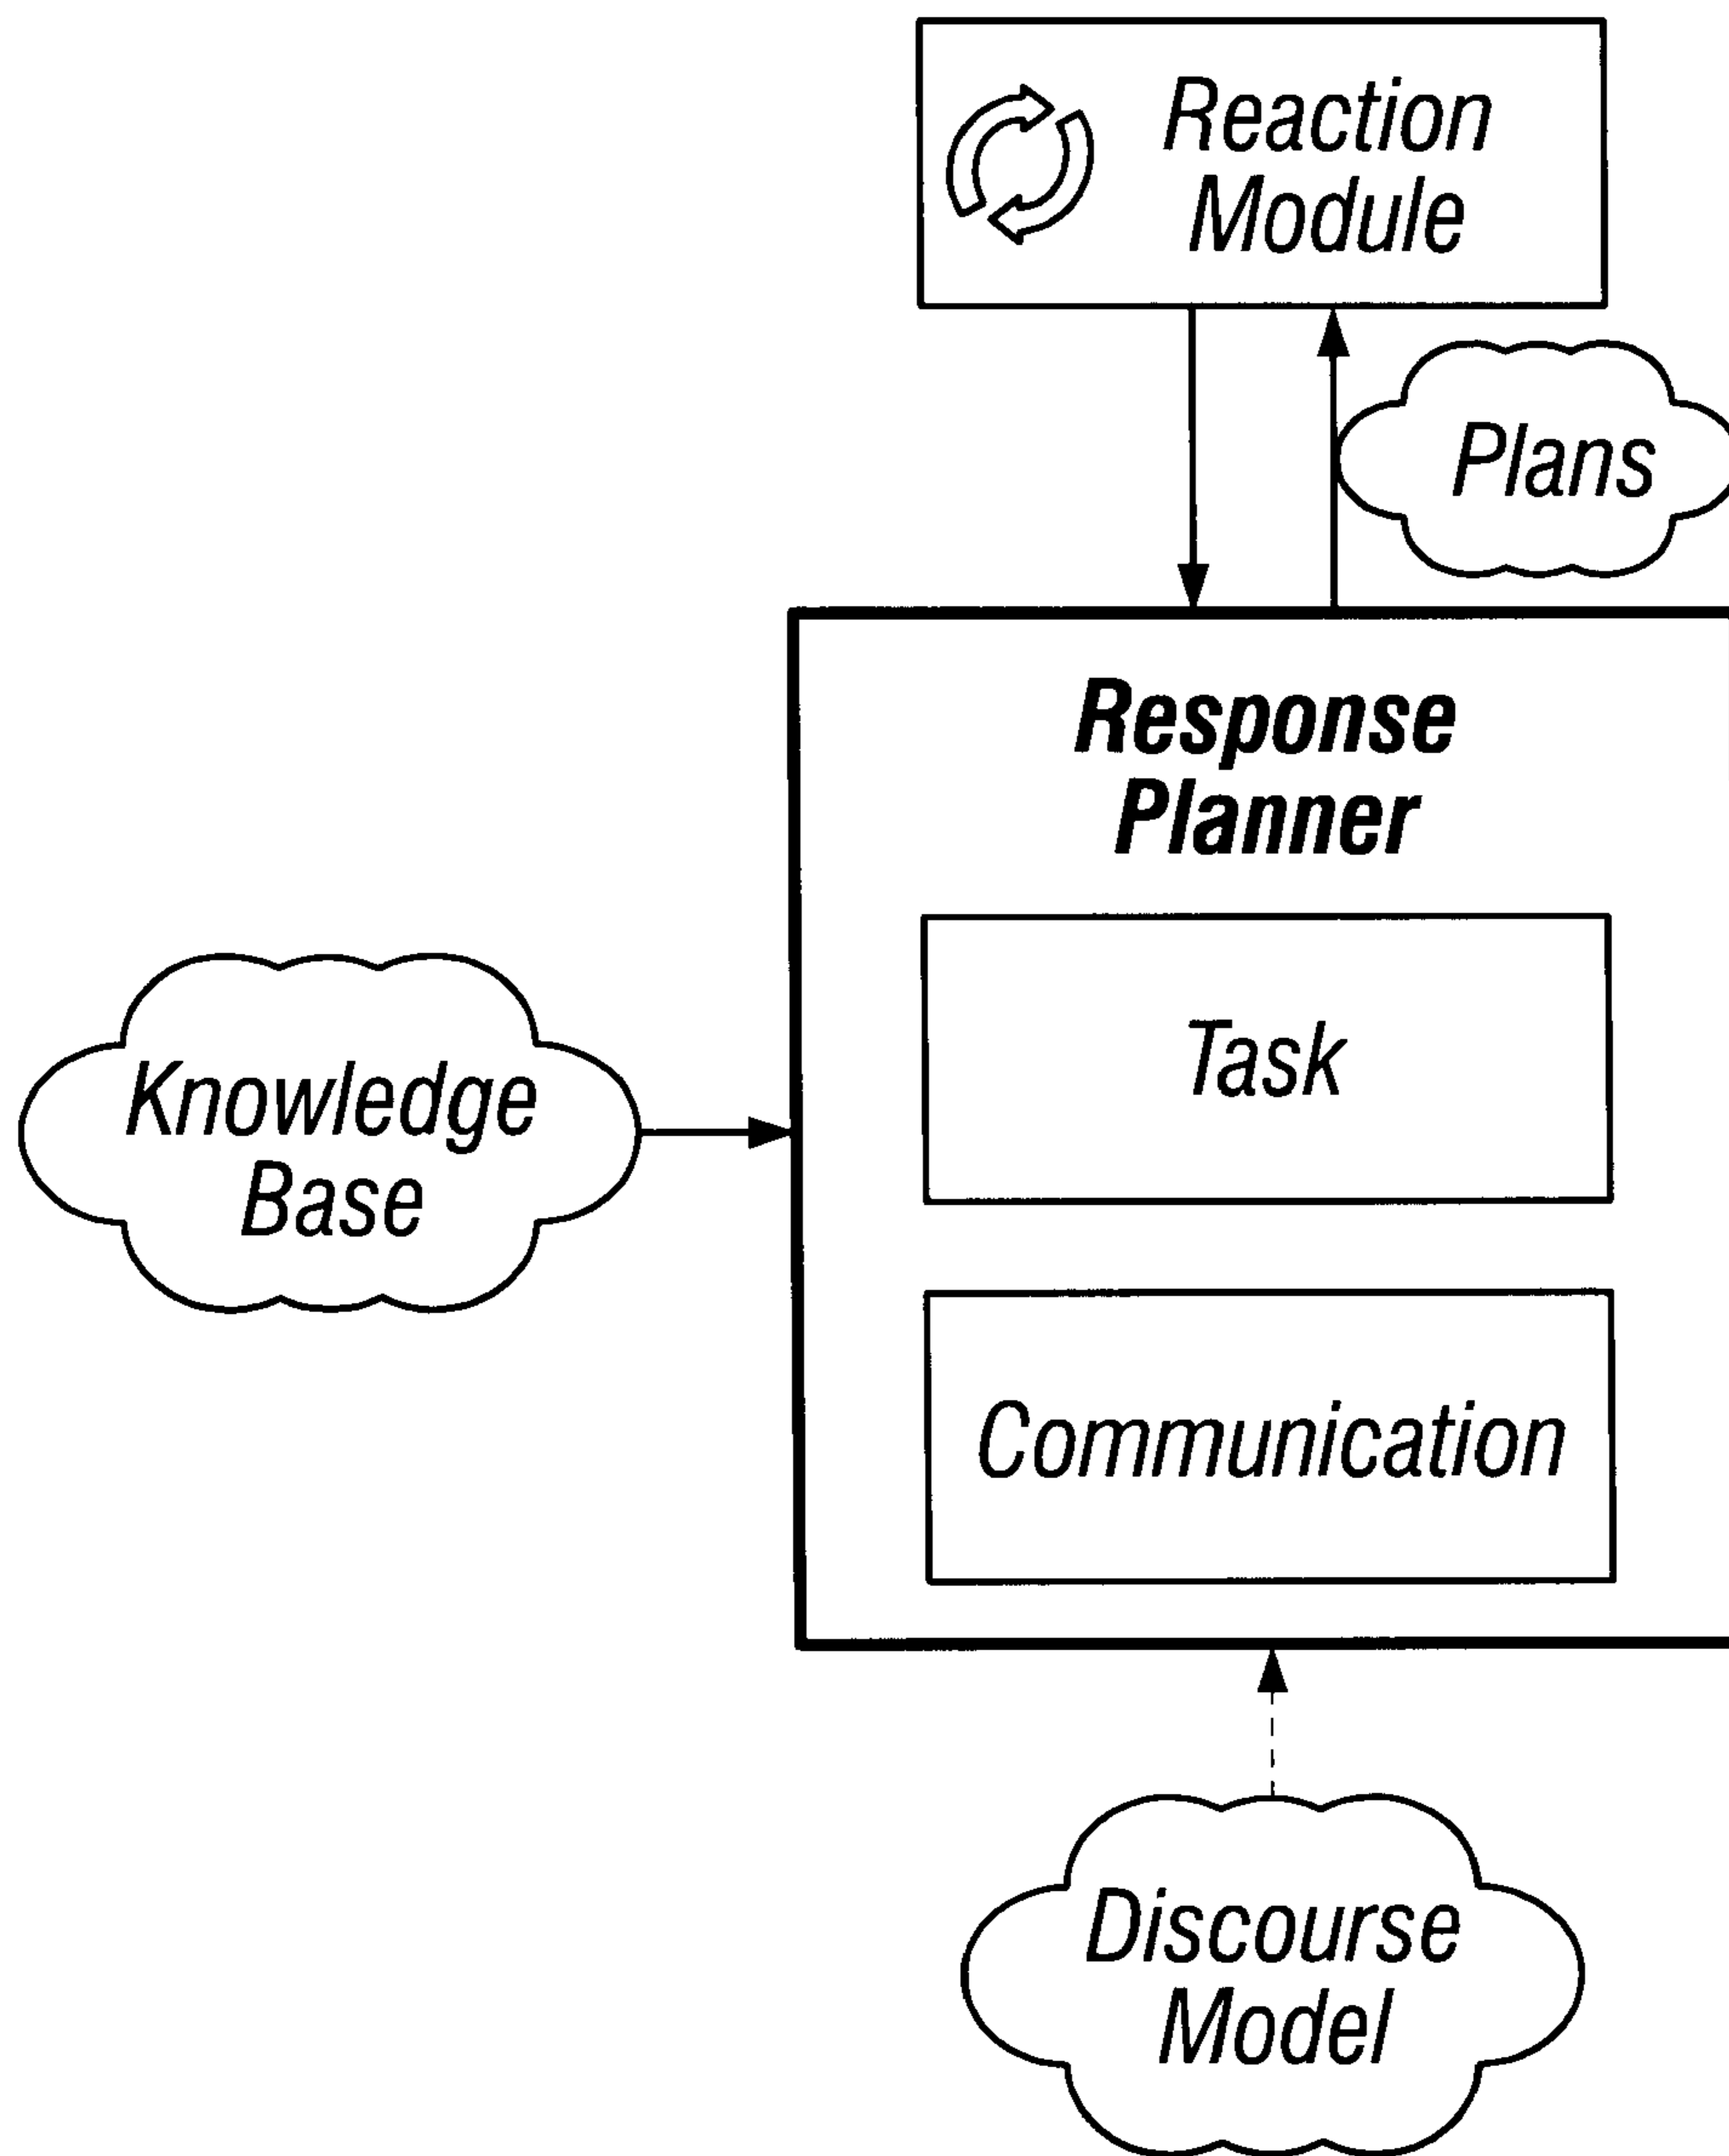 Reaction
Module
Plans
Response
Planner
Task
Knowledge
Base
Communication
Discourse
Model